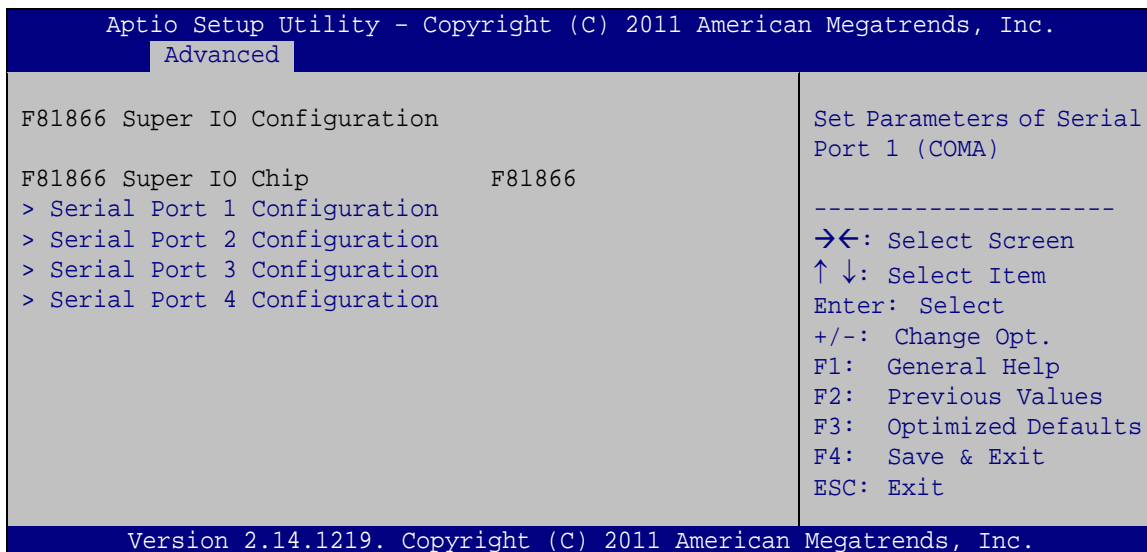 Aptio Setup Utility – Copyright (C) 2011 American Megatrends, Inc.
Advanced
F81866 Super IO Configuration
F81866 Super IO Chip F81866
> Serial Port 1 Configuration
> Serial Port 2 Configuration
> Serial Port 3 Configuration
> Serial Port 4 Configuration
Set Parameters of Serial
Port 1 (COMA)
---------------------
→←: Select Screen
↑ ↓: Select Item
Enter: Select
+/-: Change Opt.
F1: General Help
F2: Previous Values
F3: Optimized Defaults
F4: Save & Exit
ESC: Exit
Version 2.14.1219. Copyright (C) 2011 American Megatrends, Inc.